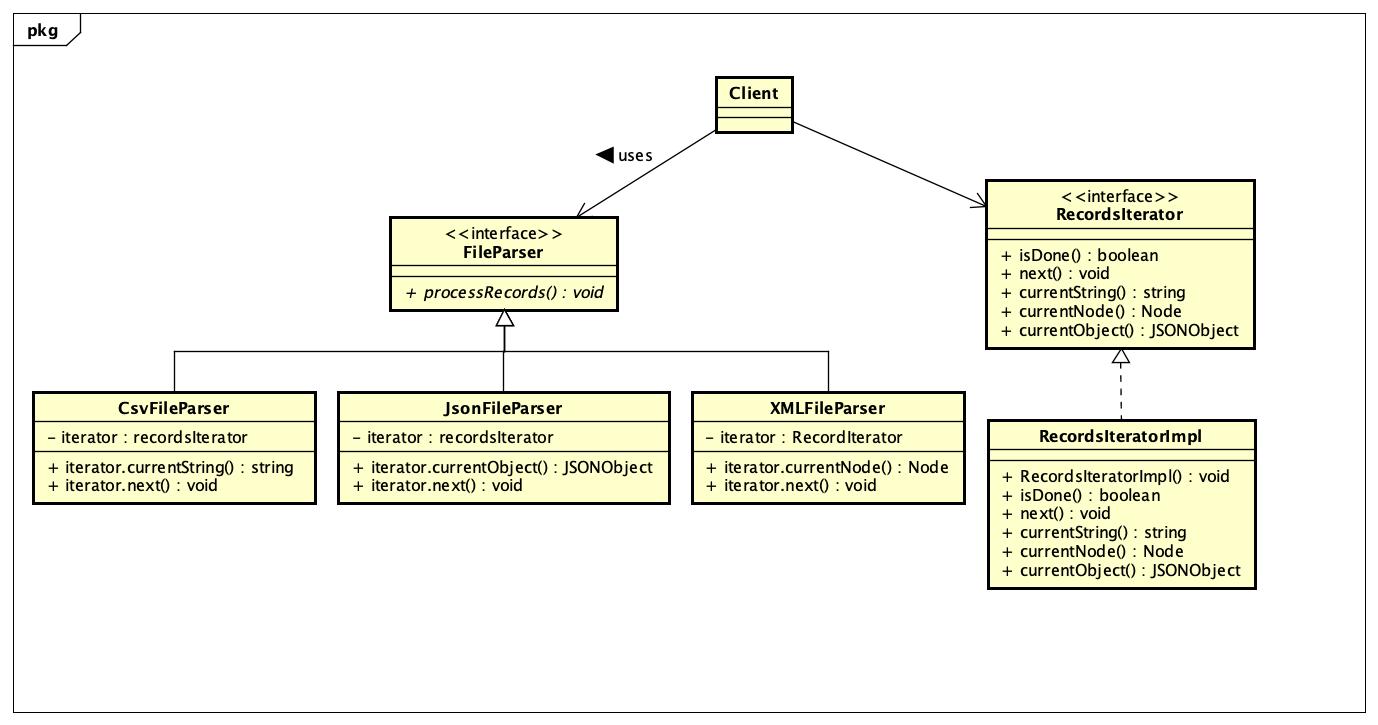 pkg
Client
uses
<<interface>>
FileParser
+ processRecords() : void
<<interface>>
RecordsIterator
+ isDone() : boolean
+ next() : void
+ currentString() : string
+ currentNode() : Node
+ currentObject() : JSONObject
CsvFileParser
- iterator : recordsIterator
+ iterator.currentString() : string
+ iterator.next() : void
JsonFileParser
- iterator : recordsIterator
+ iterator.currentObject() : JSONObject
+ iterator.next() : void
XMLFileParser
- iterator : RecordIterator
+ iterator.currentNode() : Node
+ iterator.next() : void
RecordsIteratorImpl
+ RecordsIteratorImpl() : void
+ isDone() : boolean
+ next() : void
+ currentString() : string
+ currentNode() : Node
+ currentObject() : JSONObject